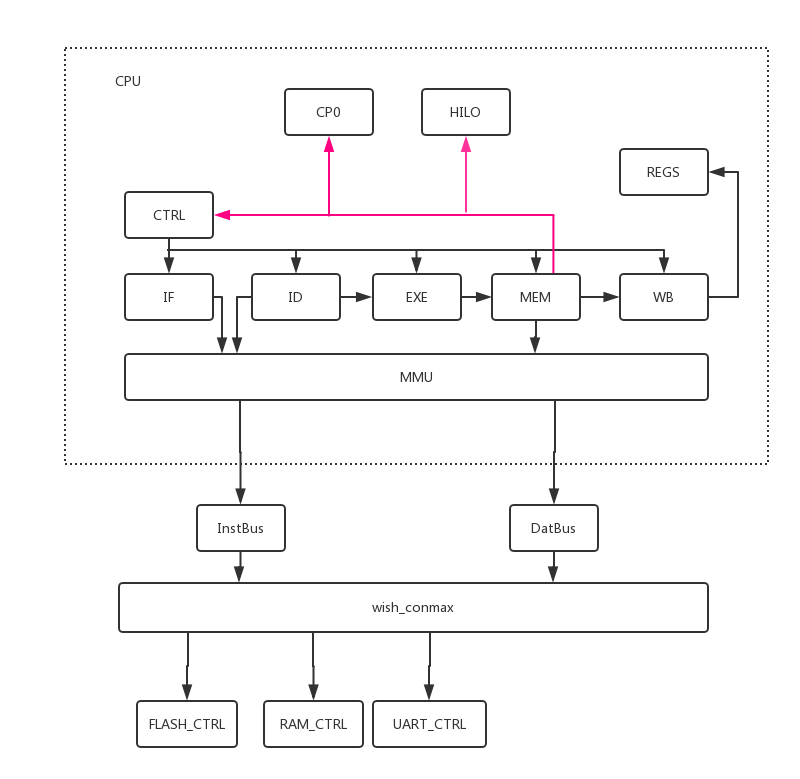 CPU
CP0
HILO
REGS
CTRL
IF
ID
EXE
MEM
WB
MMU
InstBus
DatBus
wish_conmax
FLASH_CTRL
RAM_CTRL
UART_CTRL